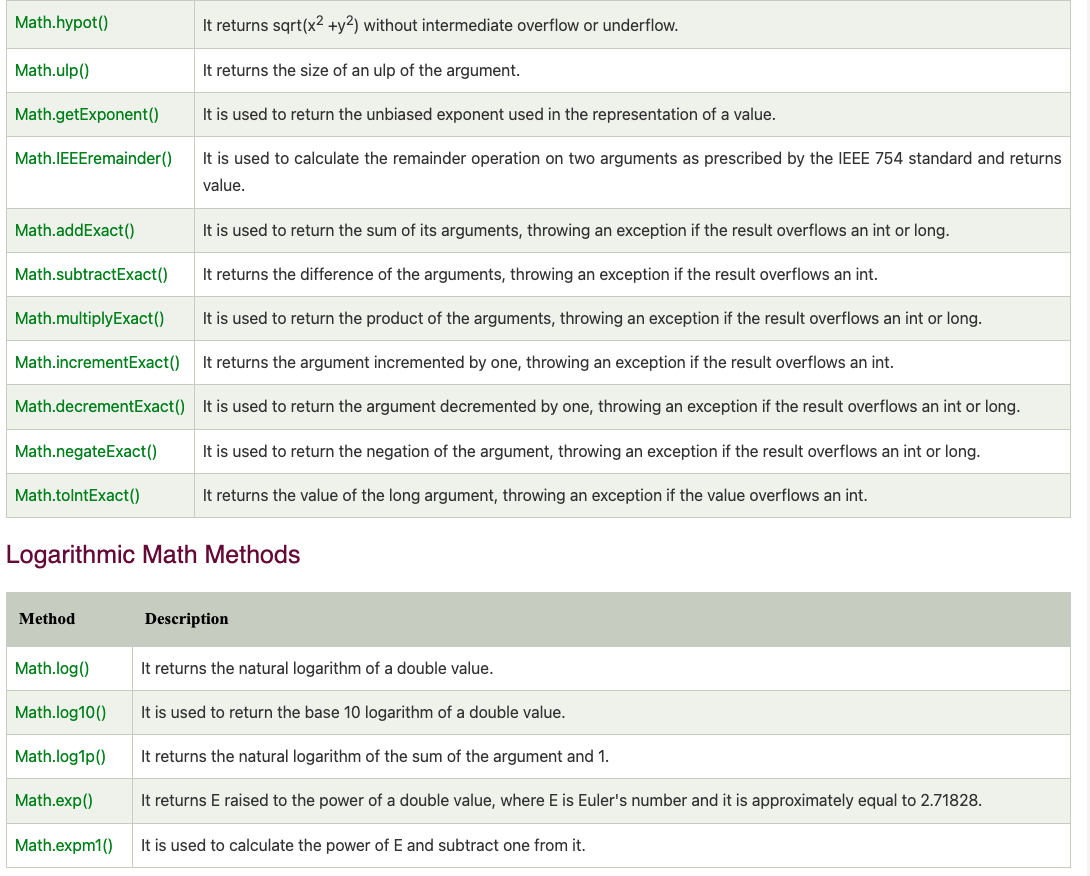 Math.hypot() It returns sqrt(x2 +y2) without intermediate overflow or underflow.
Math.ulp() It returns the size of an ulp of the argument.
Math.getExponent() It is used to return the unbiased exponent used in the representation of a value.
Math.IEEEremainder() It is used to calculate the remainder operation on two arguments as prescribed by the IEEE 754 standard and returns
value.
Math.addExact() It is used to return the sum of its arguments, throwing an exception if the result overflows an int or long.
Math.subtractExact() It returns the difference of the arguments, throwing an exception if the result overflows an int.
Math.multiplyExact() It is used to return the product of the arguments, throwing an exception if the result overflows an int or long.
Math.incrementExact() It returns the argument incremented by one, throwing an exception if the result overflows an int.
Math.decrementExact() It is used to return the argument decremented by one, throwing an exception if the result overflows an int or long.
Math.negateExact() It is used to return the negation of the argument, throwing an exception if the result overflows an int or long.
Math.toIntExact() It returns the value of the long argument, throwing an exception if the value overflows an int.
Logarithmic Math Methods
Method Description
Math.log() It returns the natural logarithm of a double value.
Math.log10() It is used to return the base 10 logarithm of a double value.
Math.log1p() It returns the natural logarithm of the sum of the argument and 1.
Math.exp() It returns E raised to the power of a double value, where E is Euler's number and it is approximately equal to 2.71828.
Math.expm1() It is used to calculate the power of E and subtract one from it.